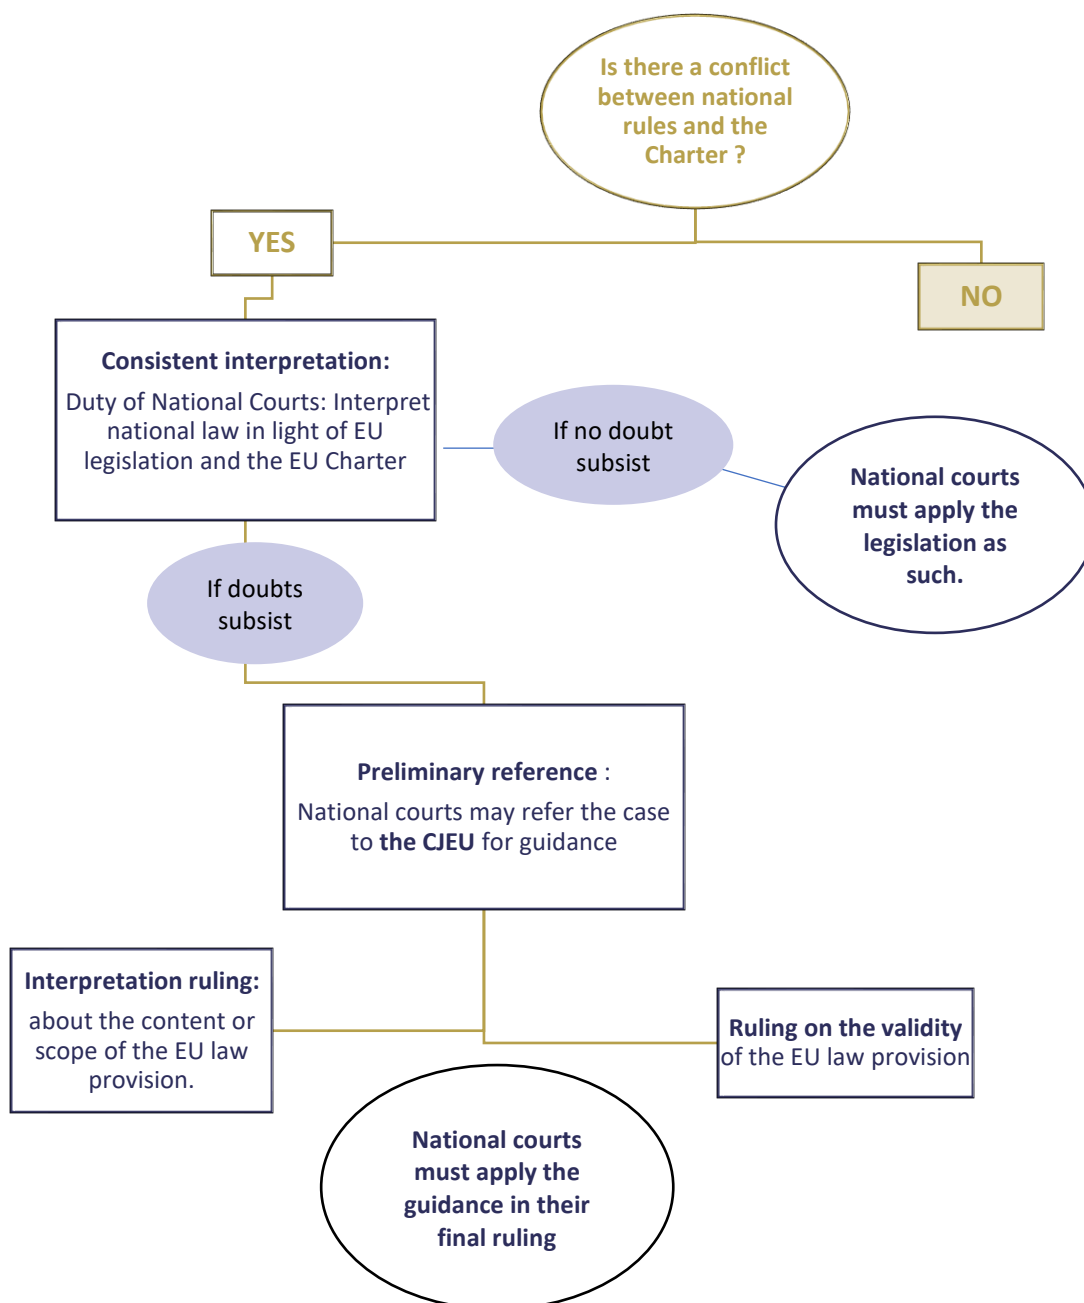 Is there a conflict
between national
rules and the
Charter ?
YES
NO
Consistent interpretation:
Duty of National Courts: Interpret
national law in light of EU
legislation and the EU Charter
If no doubt
subsist
National courts
must apply the
legislation as
such.
If doubts
subsist
Preliminary reference :
National courts may refer the case
to the CJEU for guidance
Interpretation ruling:
about the content or
scope of the EU law
provision.
Ruling on the validity
of the EU law provision
National courts
must apply the
guidance in their
final ruling